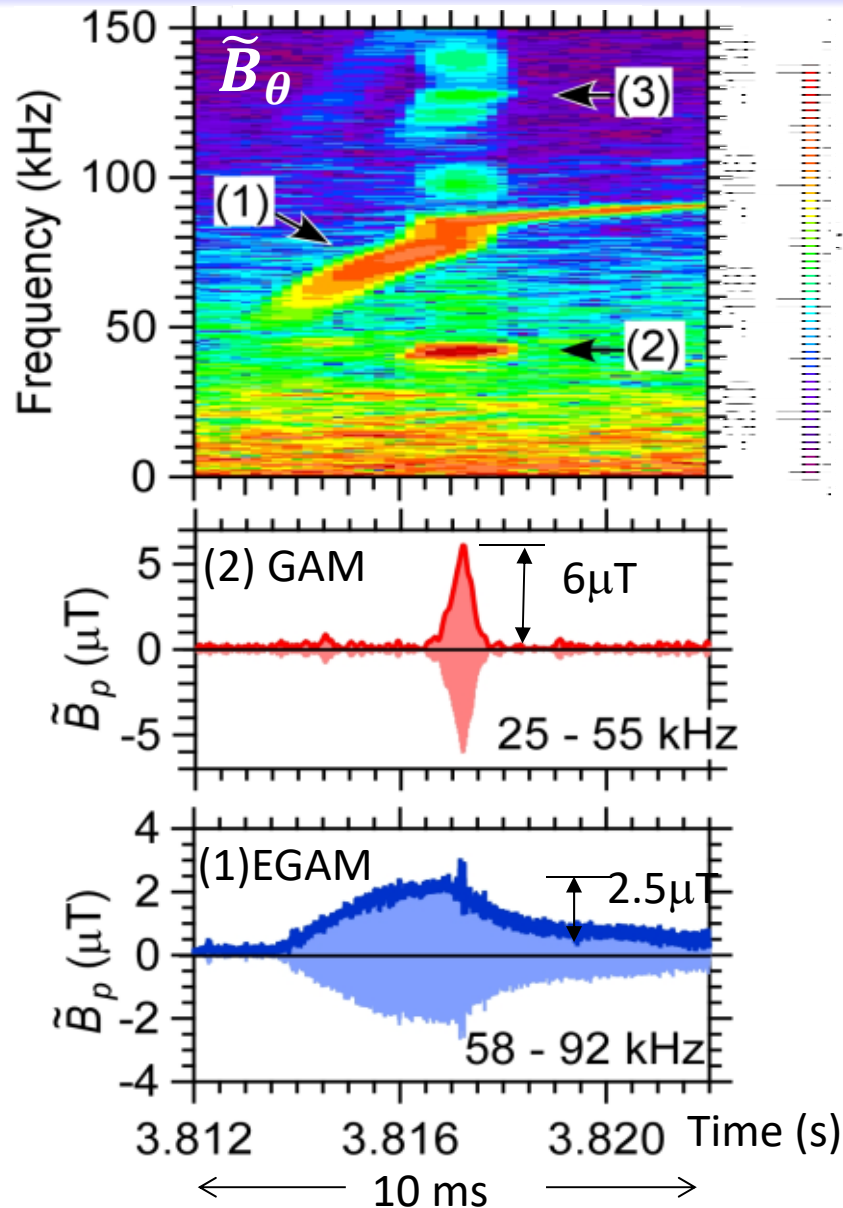 150
B̃θ
(3)
Frequency (kHz)
100
(1)
50
(2)
0
5
(2) GAM
6μT
B̃p (μT)
0
-5
25 - 55 kHz
4
(1)EGAM
2
2.5μT
B̃p (μT)
0
-2
58 - 92 kHz
-4
3.812
3.816
3.820
Time (s)
10 ms